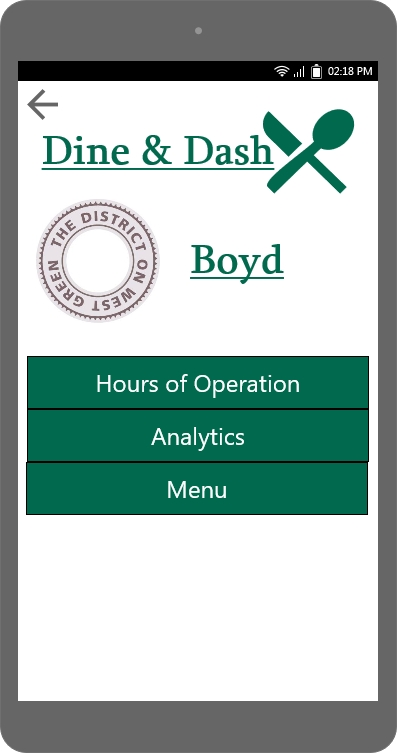 02:18 PM
Dine & Dash
THE DISTRICT ON WEST GREEN
Boyd
Hours of Operation
Analytics
Menu